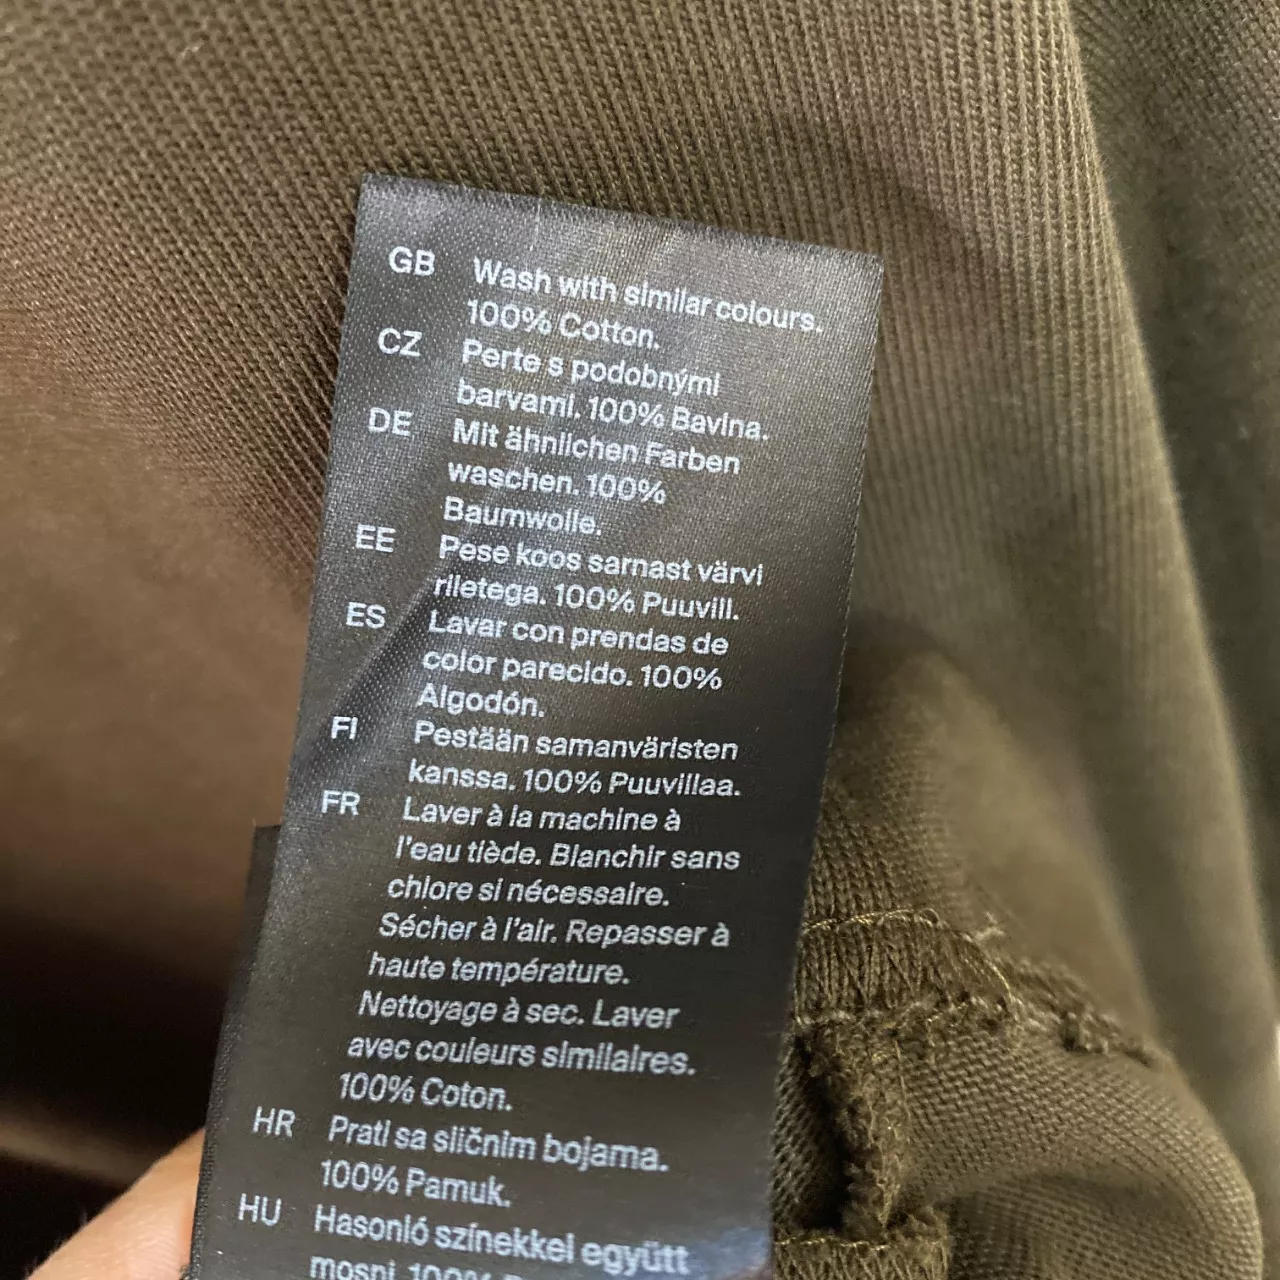 GB Wash with similar colours.
100% Cotton.
CZ Perte s podobnými
barvami. 100% Bavlna.
DE Mit ähnlichen Farben
waschen. 100%
Baumwolle.
EE Pese koos sarnast värvi
riietega. 100% Puuvill.
ES Lavar con prendas de
color parecido. 100%
Algodón.
FI Pestään samanväristen
kanssa. 100% Puuvillaa.
FR Laver à la machine à
l'eau tiède. Blanchir sans
chlore si nécessaire.
Sécher à l'air. Repasser à
haute température.
Nettoyage à sec. Laver
avec couleurs similaires.
100% Coton.
HR Prati sa sličnim bojama.
100% Pamuk.
HU Hasonló színekkel együtt
mosni. 100%